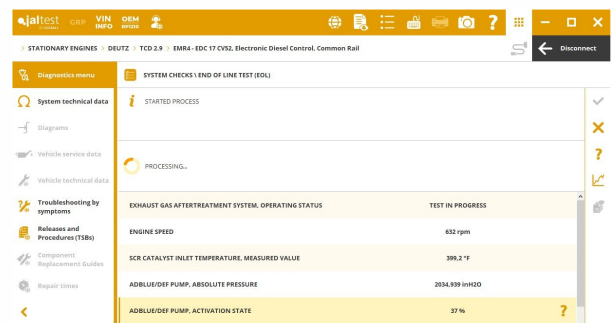 jaltest GRP VIN INFO OEM
> STATIONARY ENGINES > DEUTZ > TCD 2.9 > EMR4 - EDC 17 CV52, Electronic Diesel Control, Common Rail
Disconnect
Diagnostics menu
SYSTEM CHECKS \ END OF LINE TEST (EOL)
System technical data
STARTED PROCESS
Diagrams
Vehicle service data
PROCESSING...
Vehicle technical data
Troubleshooting by
symptoms
EXHAUST GAS AFTERTREATMENT SYSTEM, OPERATING STATUS TEST IN PROGRESS
Releases and
Procedures (TSBs)
ENGINE SPEED 632 rpm
Component
Replacement Guides
SCR CATALYST INLET TEMPERATURE, MEASURED VALUE 399,2 °F
Repair times
ADBLUE/DEF PUMP, ABSOLUTE PRESSURE 2034,939 inH2O
ADBLUE/DEF PUMP, ACTIVATION STATE 37 % ?